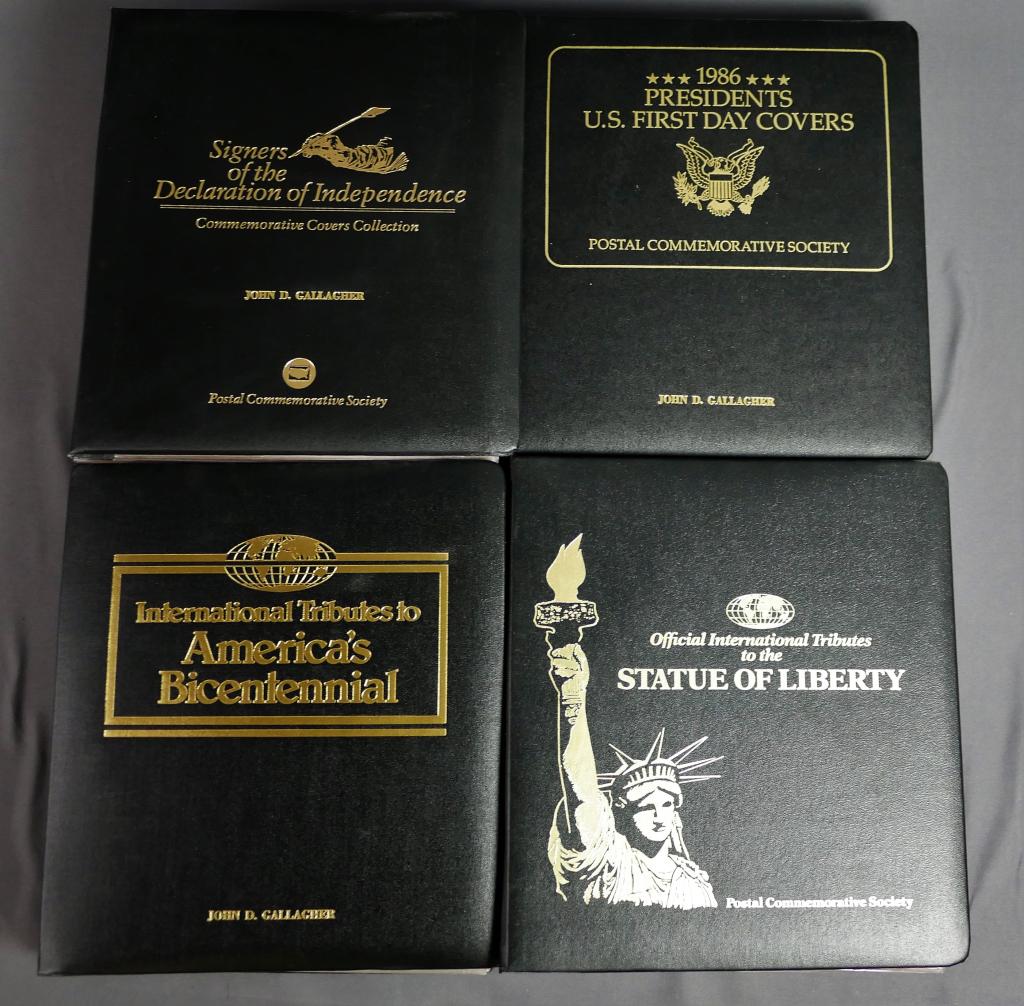 Signers
of the
Declaration of Independence
Commemorative Covers Collection
JOHN D. GALLAGHER
Postal Commemorative Society
★★★ 1986 ★★★
PRESIDENTS
U.S. FIRST DAY COVERS
POSTAL COMMEMORATIVE SOCIETY
JOHN D. GALLAGHER
International Tributes to
America's
Bicentennial
JOHN D. GALLAGHER
Official International Tributes
to the
STATUE OF LIBERTY
Postal Commemorative Society